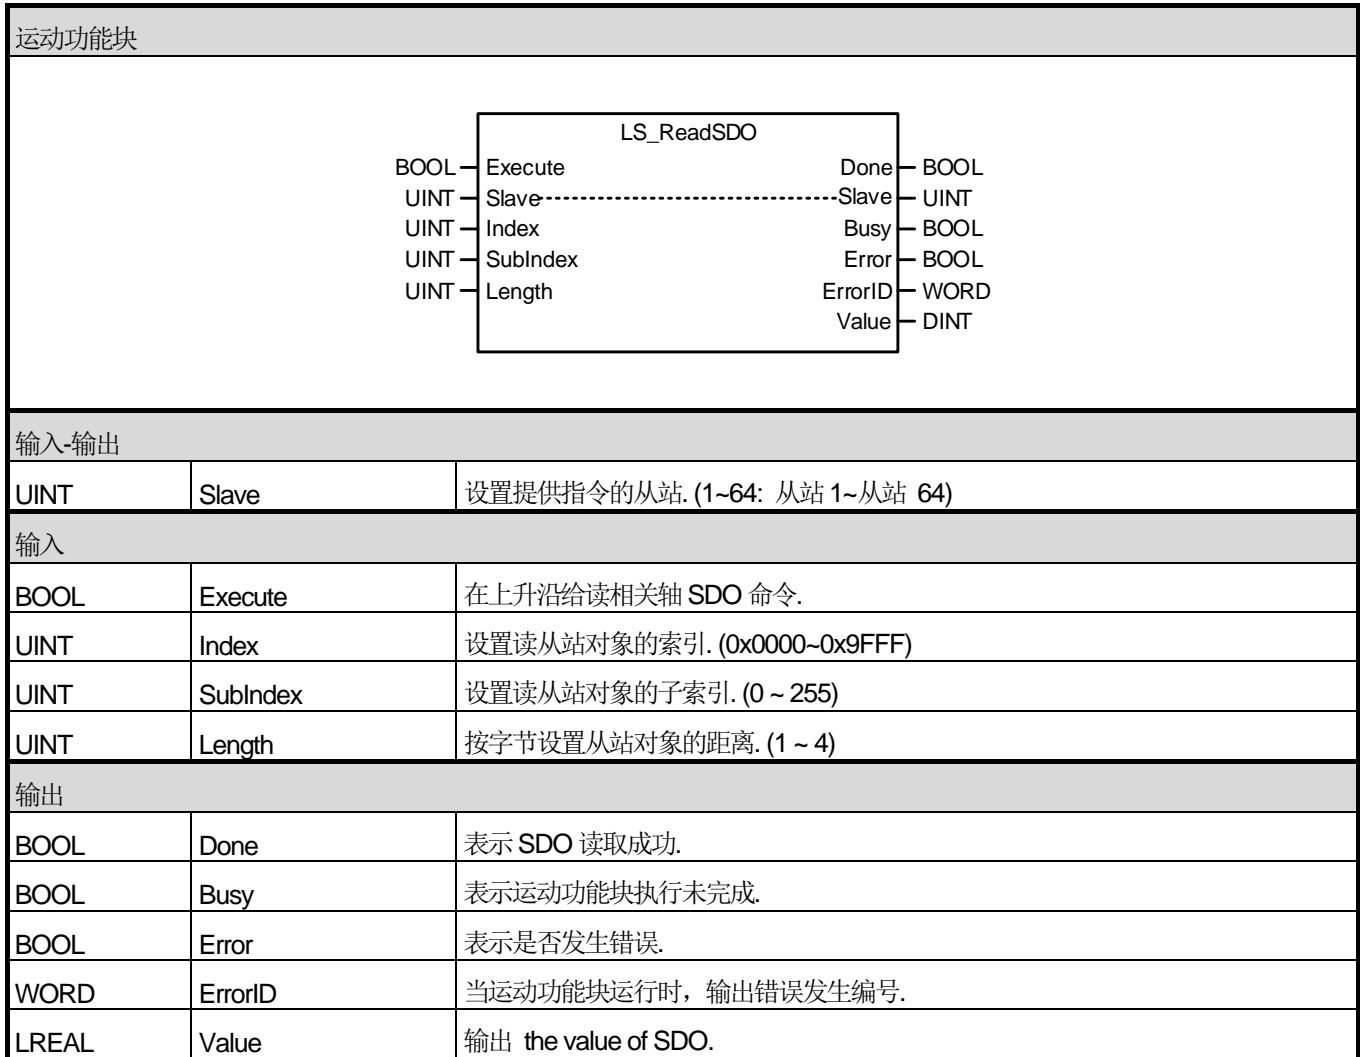 运动功能块
LS_ReadSDO
BOOL Execute Done BOOL
UINT Slave Slave UINT
UINT Index Busy BOOL
UINT SubIndex Error BOOL
UINT Length ErrorID WORD
Value DINT
输入-输出
UINT Slave 设置提供指令的从站. (1~64: 从站 1~从站 64)
输入
BOOL Execute 在上升沿给读相关轴 SDO 命令.
UINT Index 设置读从站对象的索引. (0x0000~0x9FFF)
UINT SubIndex 设置读从站对象的子索引. (0 ~ 255)
UINT Length 按字节设置从站对象的距离. (1 ~ 4)
输出
BOOL Done 表示 SDO 读取成功.
BOOL Busy 表示运动功能块执行未完成.
BOOL Error 表示是否发生错误.
WORD ErrorID 当运动功能块运行时，输出错误发生编号.
LREAL Value 输出 the value of SDO.